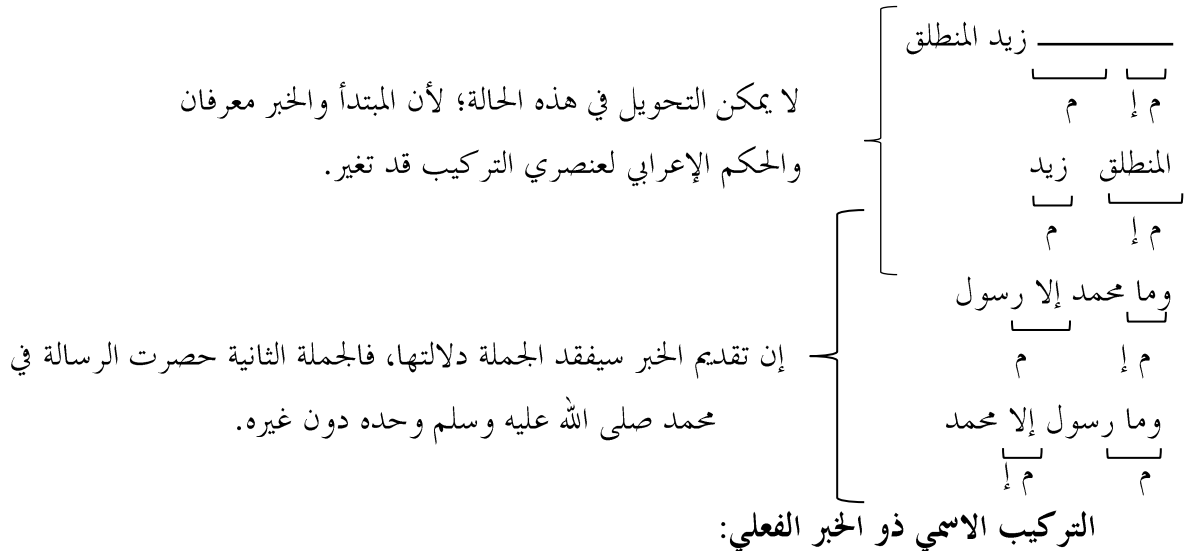 زيد المنطلق
م إ م
لا يمكن التحويل في هذه الحالة؛ لأن المبتدأ والخبر معرفان
والحكم الإعرابي لعنصري التركيب قد تغير.
المنطلق زيد
م إ م
وما محمد إلا رسول
م إ م
إن تقديم الخبر سيفقد الجملة دلالتها، فالجملة الثانية حصرت الرسالة في
محمد صلى الله عليه وسلم وحده دون غيره.
وما رسول إلا محمد
م م إ
التركيب الاسمي ذو الخبر الفعلي: